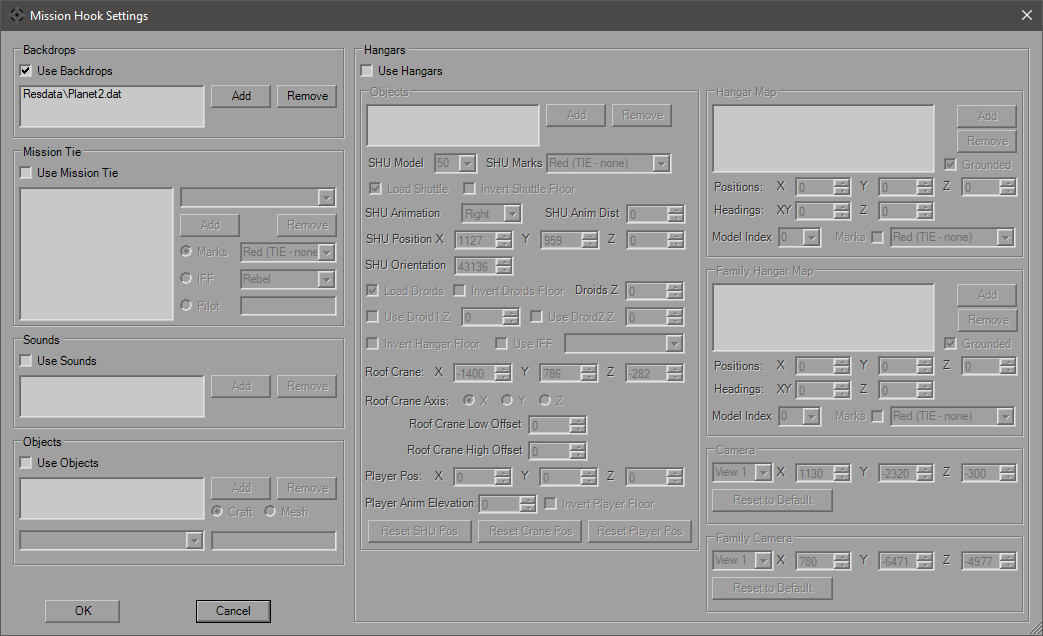 Mission Hook Settings
Backdrops
Use Backdrops
Resdata\Planet2.dat
Add Remove
Mission Tie
Use Mission Tie
Add Remove
Marks Red (TIE - none
IFF Rebel
Pilot
Sounds
Use Sounds
Add Remove
Objects
Use Objects
Add Remove
Craft Mesh
OK Cancel
Hangars
Use Hangars
Objects
Add Remove
SHU Model 50 SHU Marks Red (TIE - none)
Load Shuttle Invert Shuttle Floor
SHU Animation Right SHU Anim Dist 0
SHU Position X 1127 Y 959 Z 0
SHU Orientation 43136
Load Droids Invert Droids Floor Droids Z 0
Use Droid1 Z 0 Use Droid2 Z 0
Invert Hangar Floor Use IFF
Roof Crane: X -1400 Y 786 Z -282
Roof Crane Axis: X Y Z
Roof Crane Low Offset 0
Roof Crane High Offset 0
Player Pos: X 0 Y 0 Z 0
Player Anim Elevation: 0 Invert Player Floor
Reset SHU Pos Reset Crane Pos Reset Player Pos
Hangar Map
Add
Remove
Grounded
Positions: X 0 Y 0 Z 0
Headings: XY 0 Z 0
Model Index 0 Marks Red (TIE - none)
Family Hangar Map
Add
Remove
Grounded
Positions: X 0 Y 0 Z 0
Headings: XY 0 Z 0
Model Index 0 Marks Red (TIE - none)
Camera
View 1 X 1130 Y -2320 Z -300
Reset to Default
Family Camera
View 1 X 780 Y -6471 Z -4977
Reset to Default